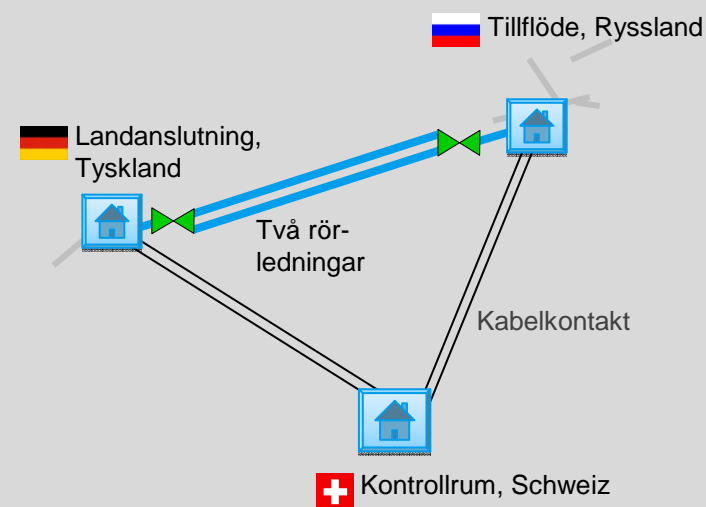 Tillflöde, Ryssland
Landanslutning,
Tyskland
Två rör-
ledningar
Kabelkontakt
Kontrollrum, Schweiz